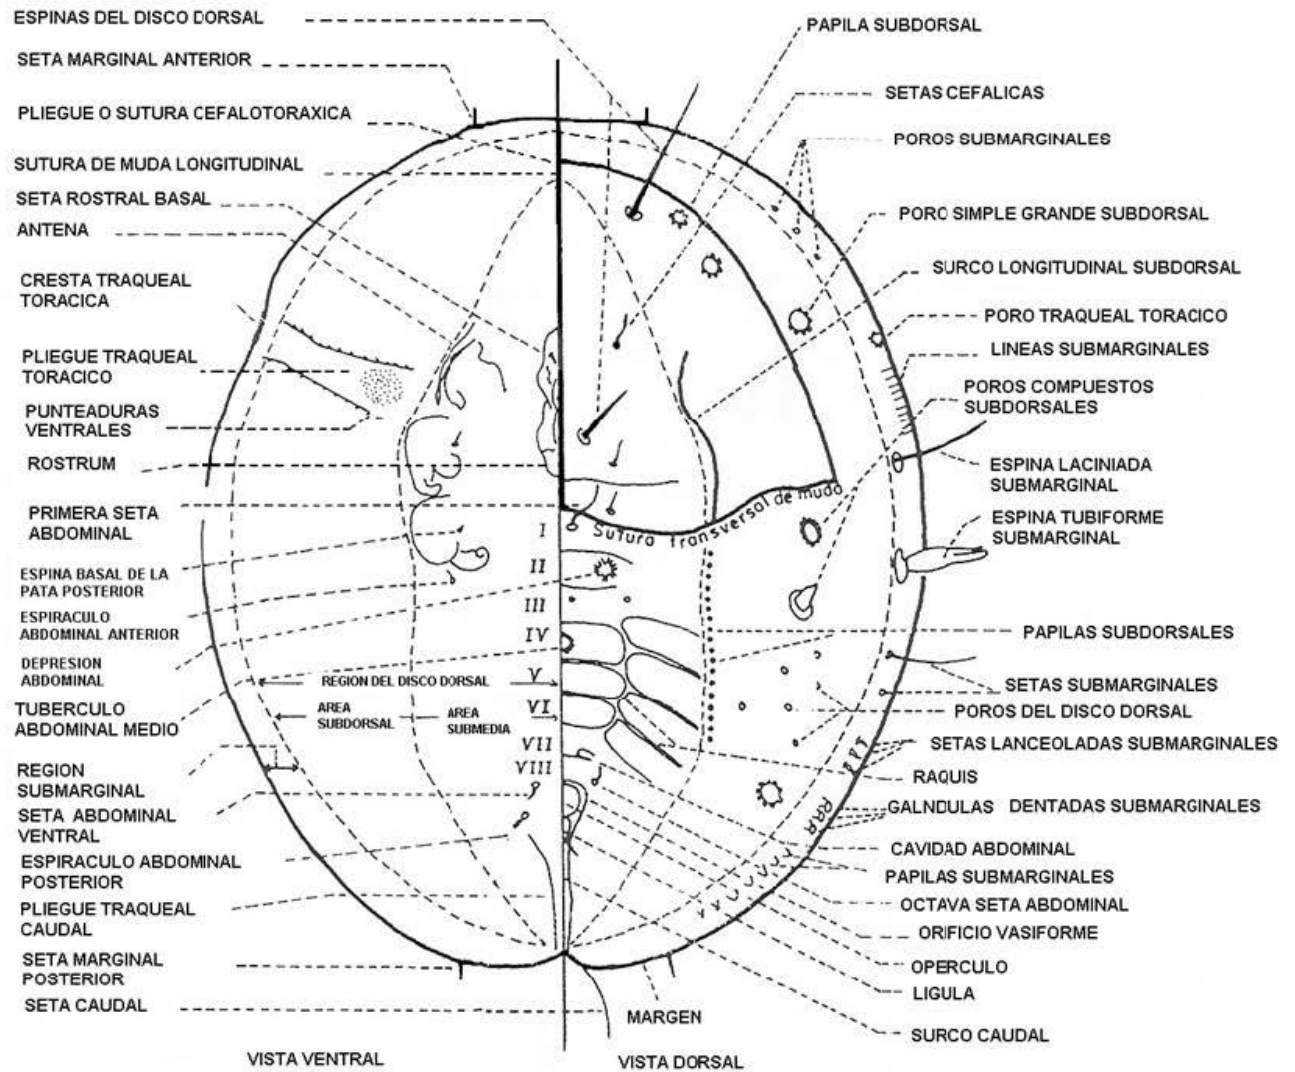 ESPINAS DEL DISCO DORSAL
SETA MARGINAL ANTERIOR
PLIEGUE O SUTURA CEFALOTORAXICA
SUTURA DE MUDA LONGITUDINAL
SETA ROSTRAL BASAL
ANTENA
CRESTA TRAQUEAL
TORACICA
PLIEGUE TRAQUEAL
TORACICO
PUNTEADURAS
VENTRALES
ROSTRUM
PRIMERA SETA
ABDOMINAL
ESPINA BASAL DE LA
PATA POSTERIOR
ESPIRACULO
ABDOMINAL ANTERIOR
DEPRESION
ABDOMINAL
TUBERCULO
ABDOMINAL MEDIO
REGION
SUBMARGINAL
SETA ABDOMINAL
VENTRAL
ESPIRACULO ABDOMINAL
POSTERIOR
PLIEGUE TRAQUEAL
CAUDAL
SETA MARGINAL
POSTERIOR
SETA CAUDAL
VISTA VENTRAL
REGION DEL DISCO DORSAL
AREA
SUBDORSAL
AREA
SUBMEDIA
I
II
III
IV
V
VI
VII
VIII
Sutura transversal de muda
PAPILA SUBDORSAL
SETAS CEFALICAS
POROS SUBMARGINALES
PORO SIMPLE GRANDE SUBDORSAL
SURCO LONGITUDINAL SUBDORSAL
PORO TRAQUEAL TORACICO
LINEAS SUBMARGINALES
POROS COMPUESTOS
SUBDORSALES
ESPINA LACINIADA
SUBMARGINAL
ESPINA TUBIFORME
SUBMARGINAL
PAPILAS SUBDORSALES
SETAS SUBMARGINALES
POROS DEL DISCO DORSAL
SETAS LANCEOLADAS SUBMARGINALES
RAQUIS
GALNDULAS DENTADAS SUBMARGINALES
CAVIDAD ABDOMINAL
PAPILAS SUBMARGINALES
OCTAVA SETA ABDOMINAL
ORIFICIO VASIFORME
OPERCULO
LIGULA
SURCO CAUDAL
MARGEN
VISTA DORSAL